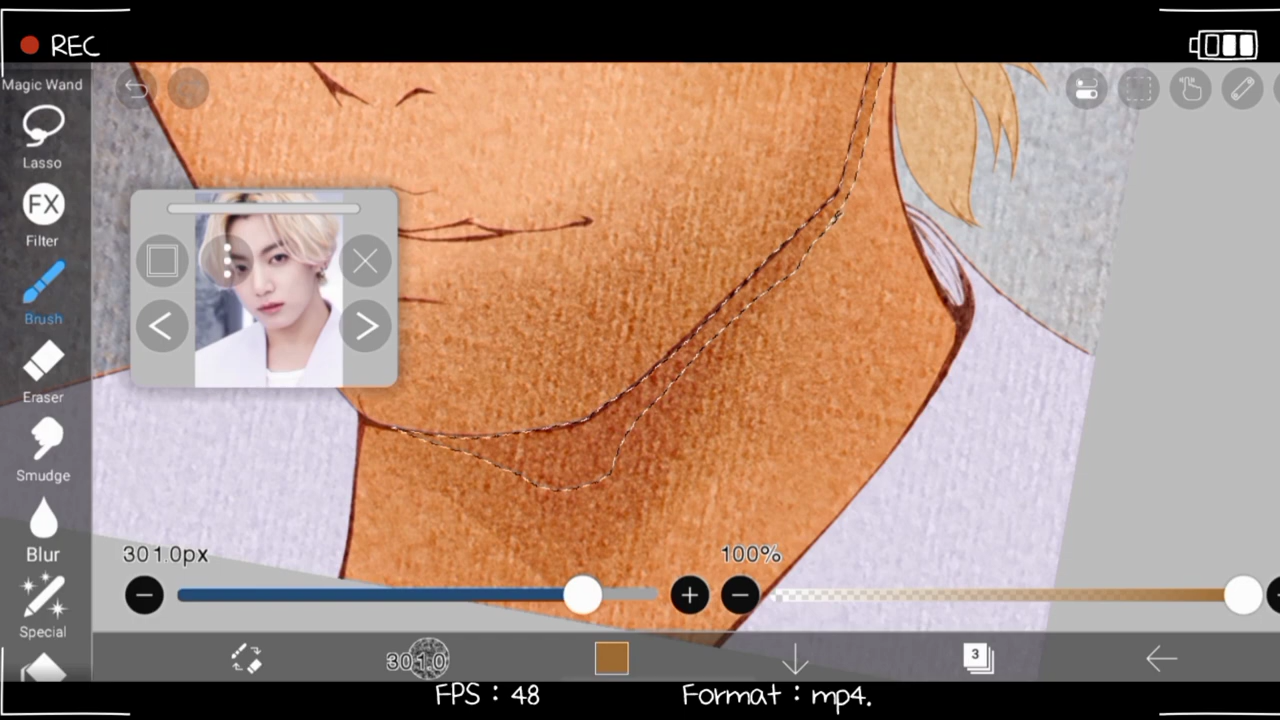 REC
Magic Wand
Lasso
FX
Filter
Brush
Eraser
Smudge
Blur
Special
301.0px
100%
301.0
3
FPS : 48
Format : mp4.